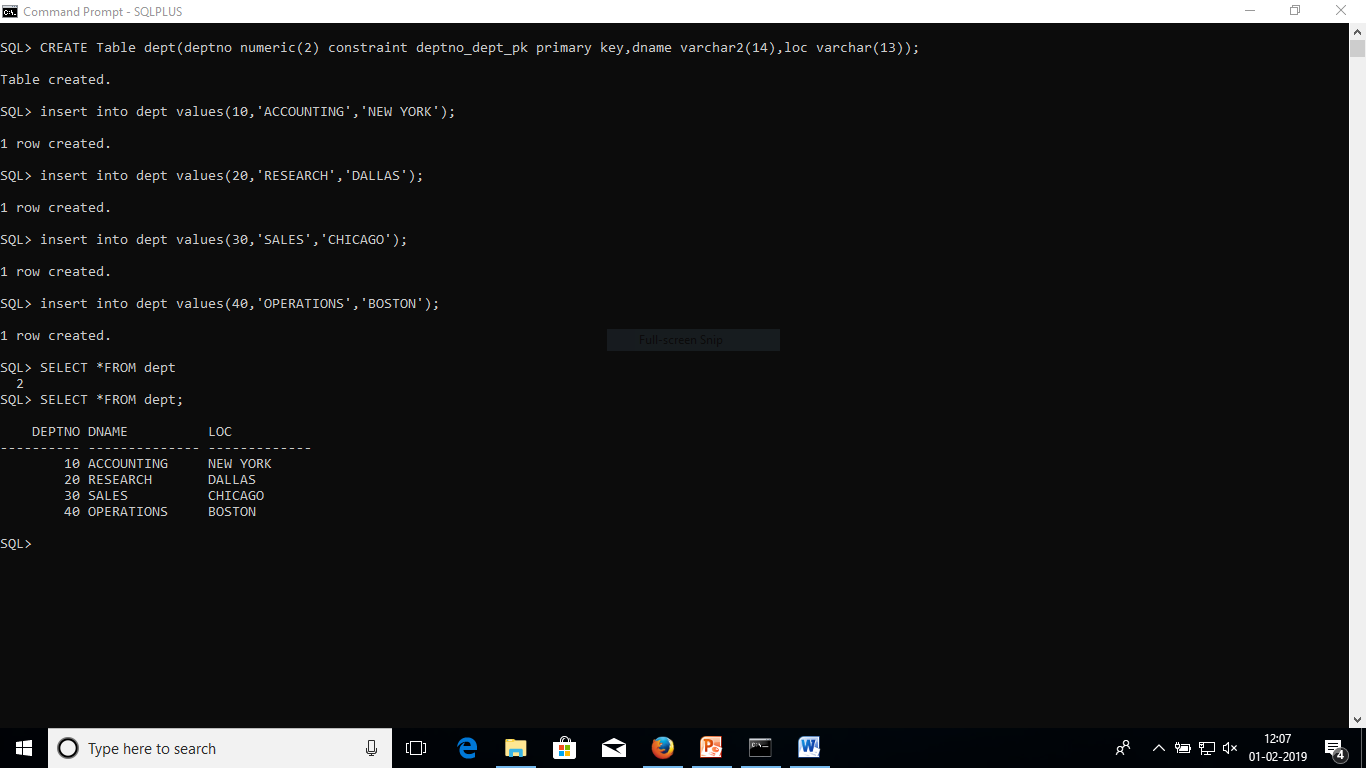 Command Prompt - SQLPLUS
SQL> CREATE Table dept(deptno numeric(2) constraint deptno_dept_pk primary key,dname varchar2(14),loc varchar(13));
Table created.
SQL> insert into dept values(10,'ACCOUNTING','NEW YORK');
1 row created.
SQL> insert into dept values(20,'RESEARCH','DALLAS');
1 row created.
SQL> insert into dept values(30,'SALES','CHICAGO');
1 row created.
SQL> insert into dept values(40,'OPERATIONS','BOSTON');
1 row created.
Full-screen Snip
SQL> SELECT *FROM dept
  2
SQL> SELECT *FROM dept;
    DEPTNO DNAME          LOC
---------- -------------- -------------
        10 ACCOUNTING     NEW YORK
        20 RESEARCH       DALLAS
        30 SALES          CHICAGO
        40 OPERATIONS     BOSTON
SQL>
Type here to search
12:07
01-02-2019
4